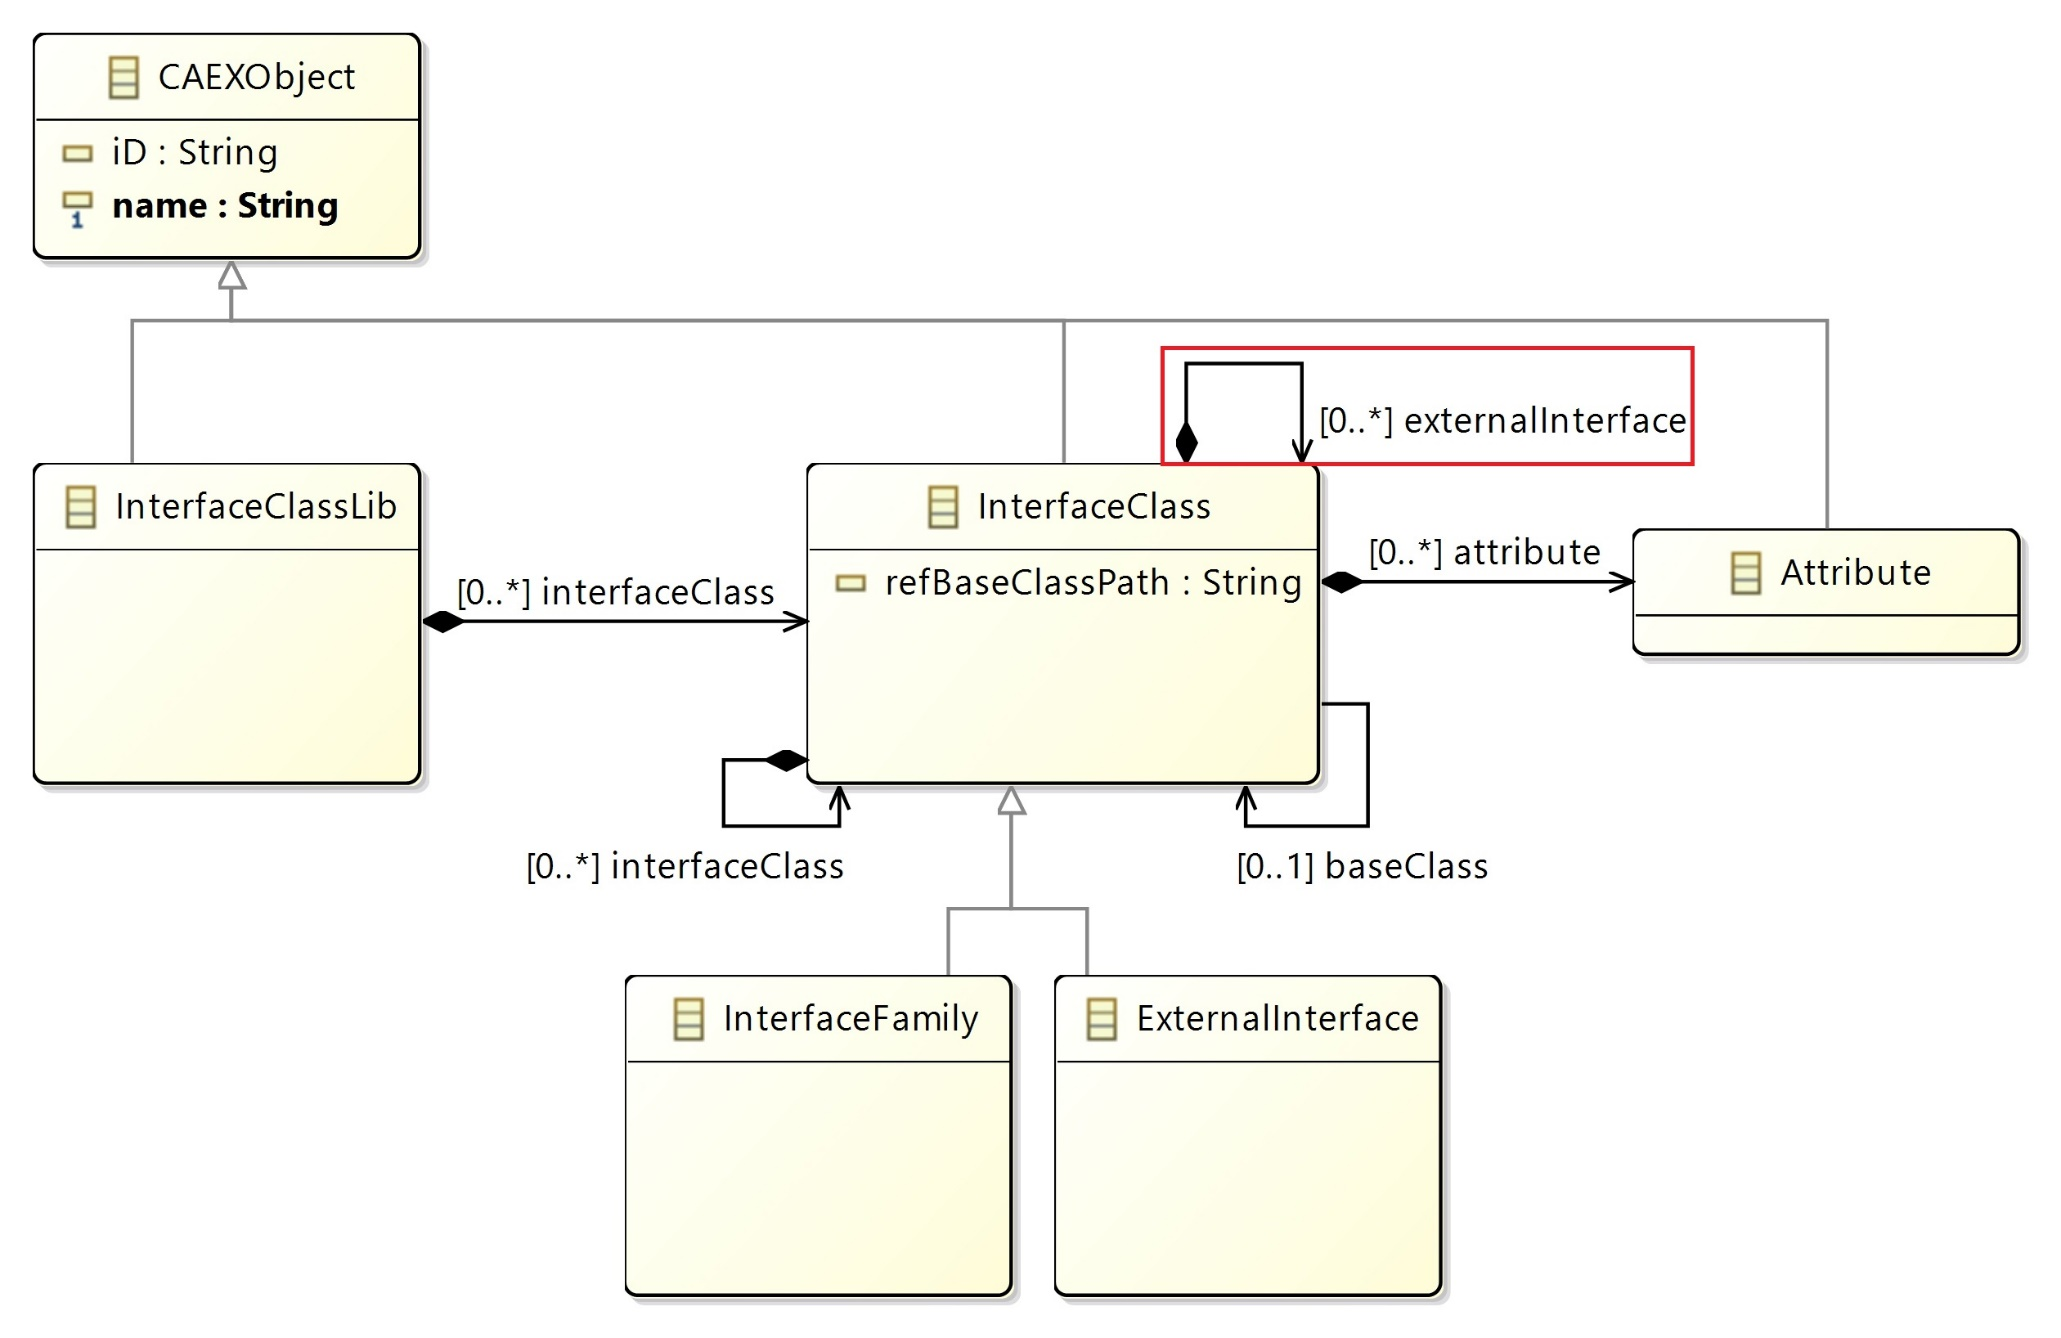 CAEXObject
iD : String
1
name : String
[0..*] externalInterface
InterfaceClassLib
InterfaceClass
[0..*] attribute
Attribute
[0..*] interfaceClass
refBaseClassPath : String
[0..*] interfaceClass
[0..1] baseClass
InterfaceFamily
ExternalInterface